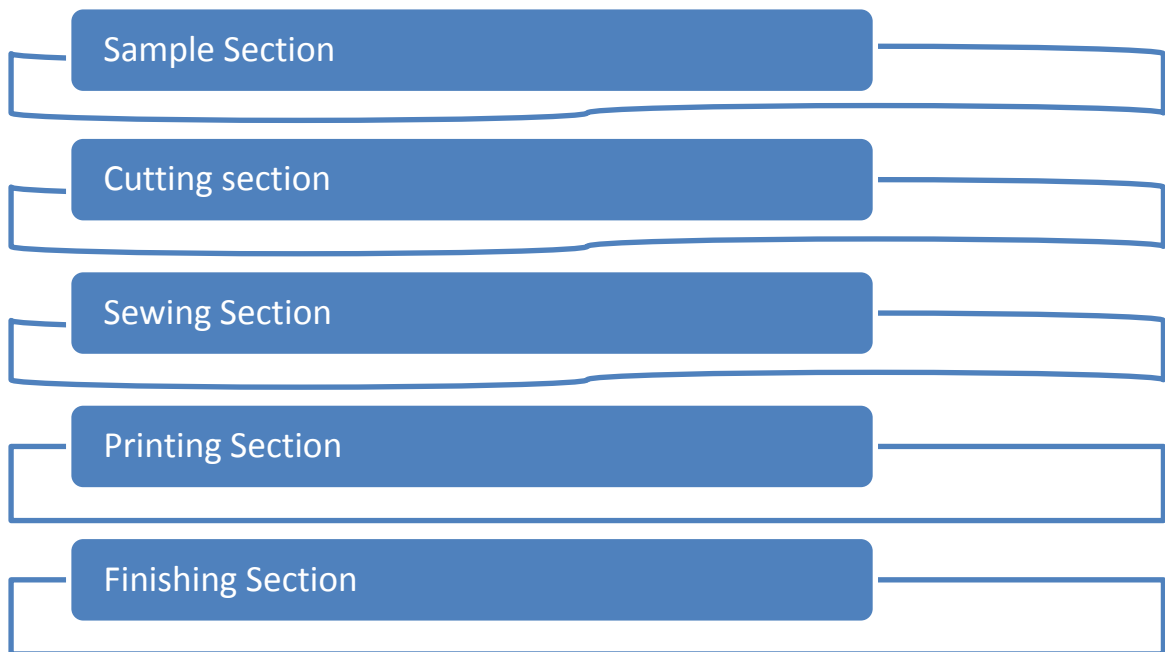 Sample Section
Cutting section
Sewing Section
Printing Section
Finishing Section